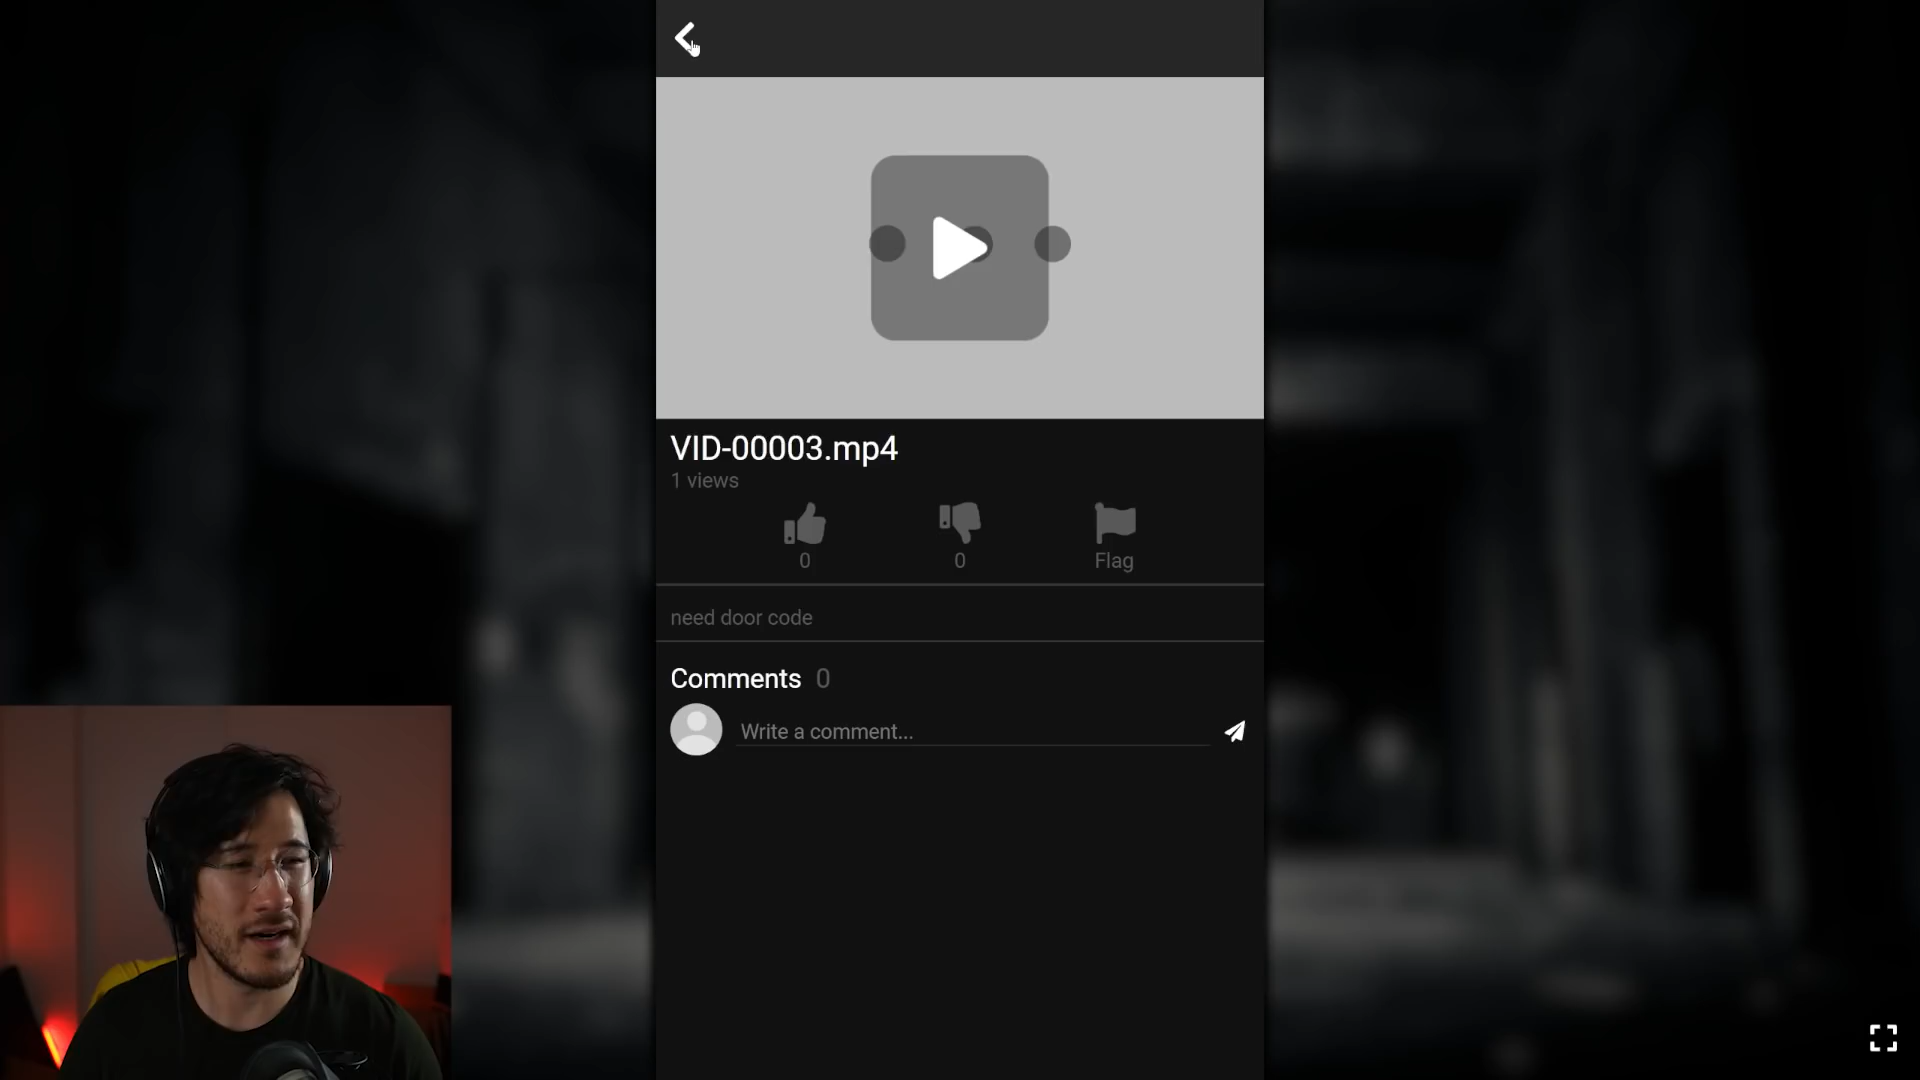 VID-00003.mp4
1 views
0
0
Flag
need door code
Comments 0
Write a comment...